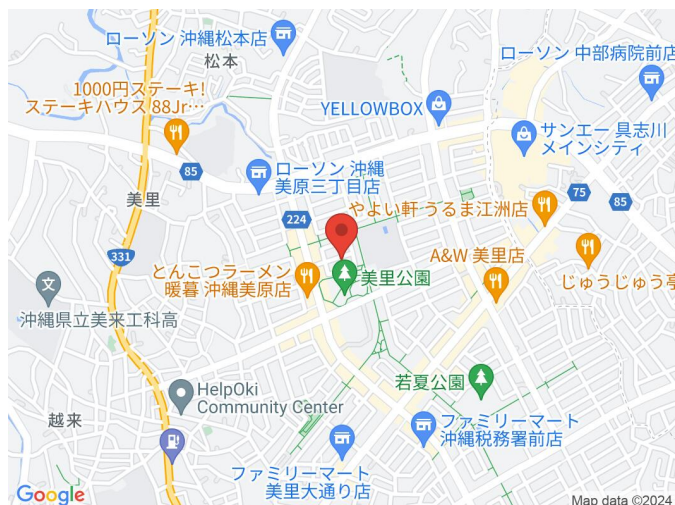 ローソン 沖縄松本店
松本
ローソン 中部病院前店
1000円ステーキ!
ステーキハウス 88Jr…
YELLOWBOX
サンエー 具志川
メインシティ
85
ローソン 沖縄
美原三丁目店
75
85
美里
224
やよい軒 うるま江洲店
331
A&W 美里店
とんこつラーメン
暖暮 沖縄美原店
美里公園
じゅうじゅう亭
沖縄県立美来工科高
若夏公園
HelpOki
Community Center
越来
ファミリーマート
沖縄税務署前店
ファミリーマート
美里大通り店
Google
Map data ©2024